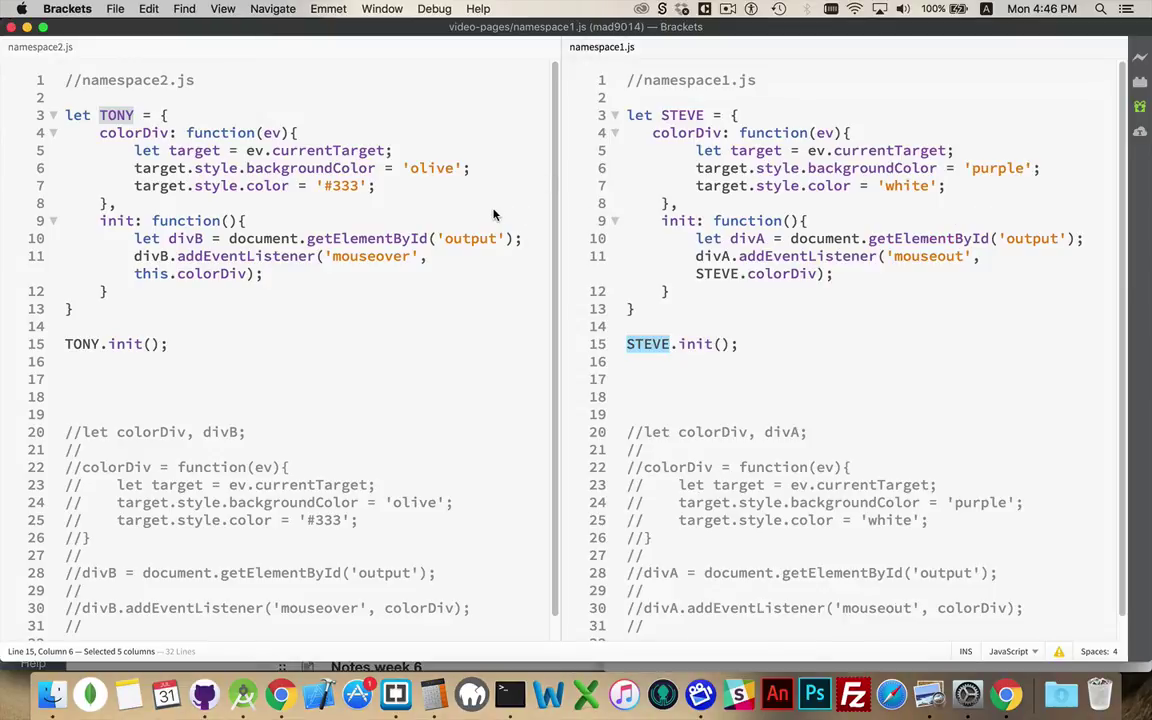 Brackets File Edit Find View Navigate Emmet Window Debug Help 100% Mon 4:46 PM
video-pages/namespace1.js (mad9014) — Brackets
namespace2.js
1 //namespace2.js
2
3 let TONY = {
4 colorDiv: function(ev){
5 let target = ev.currentTarget;
6 target.style.backgroundColor = 'olive';
7 target.style.color = '#333';
8 },
9 init: function(){
10 let divB = document.getElementById('output');
11 divB.addEventListener('mouseover',
this.colorDiv);
12 }
13 }
14
15 TONY.init();
16
17
18
19
20 //let colorDiv, divB;
21 //
22 //colorDiv = function(ev){
23 // let target = ev.currentTarget;
24 // target.style.backgroundColor = 'olive';
25 // target.style.color = '#333';
26 //}
27 //
28 //divB = document.getElementById('output');
29 //
30 //divB.addEventListener('mouseover', colorDiv);
31 //
namespace1.js
1 //namespace1.js
2
3 let STEVE = {
4 colorDiv: function(ev){
5 let target = ev.currentTarget;
6 target.style.backgroundColor = 'purple';
7 target.style.color = 'white';
8 },
9 init: function(){
10 let divA = document.getElementById('output');
11 divA.addEventListener('mouseout',
STEVE.colorDiv);
12 }
13 }
14
15 STEVE.init();
16
17
18
19
20 //let colorDiv, divA;
21 //
22 //colorDiv = function(ev){
23 // let target = ev.currentTarget;
24 // target.style.backgroundColor = 'purple';
25 // target.style.color = 'white';
26 //}
27 //
28 //divA = document.getElementById('output');
29 //
30 //divA.addEventListener('mouseout', colorDiv);
31 //
Line 15, Column 6 — Selected 5 columns — 32 Lines INS JavaScript Spaces: 4
Help Notes week 6
31 1 An Ps Fz